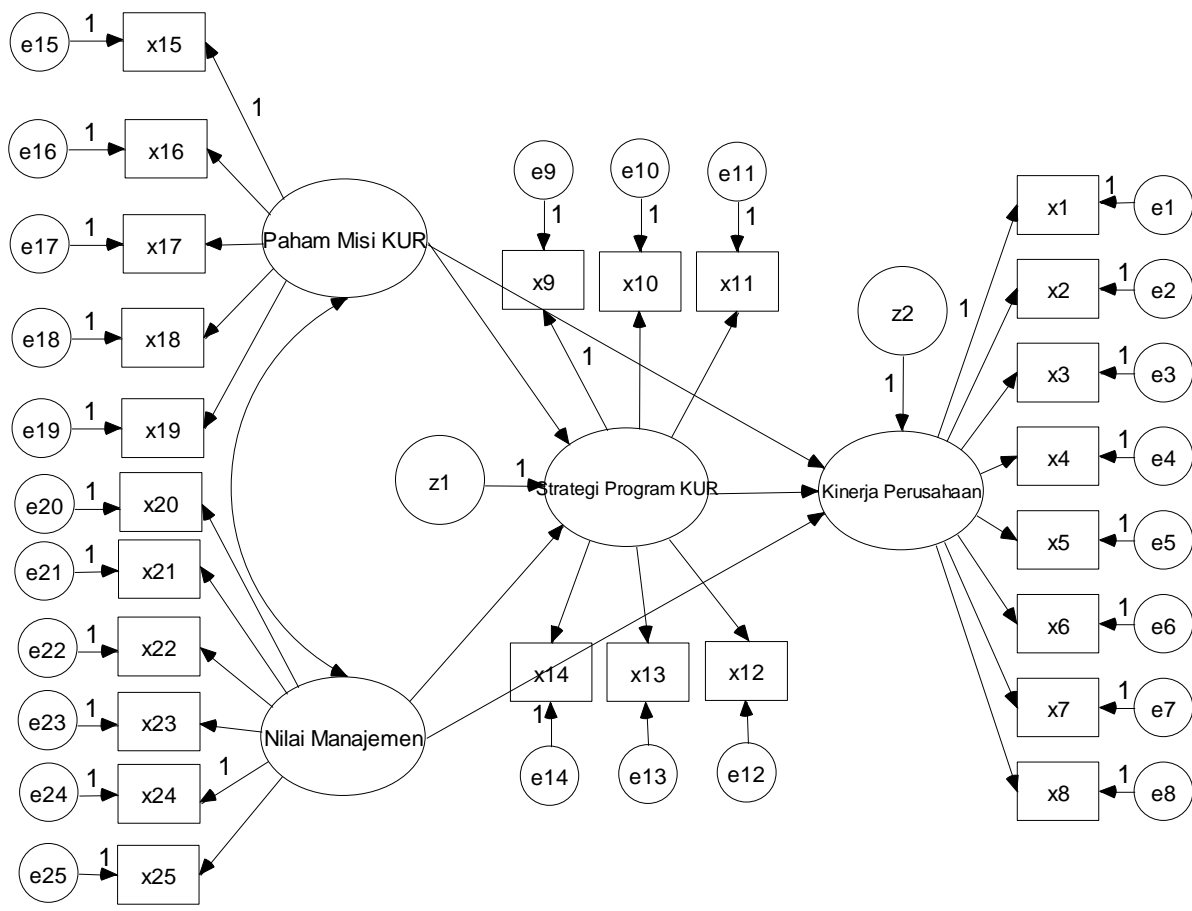 e15
1
x15
1
e16
1
x16
e17
1
x17
e18
1
x18
e19
1
x19
e20
1
x20
e21
1
x21
e22
1
x22
e23
1
x23
e24
1
x24
1
e25
1
x25
Paham Misi KUR
Nilai Manajemen
e9
e10
e11
1
1
1
x9
x10
x11
1
z1
1
Strategi Program KUR
x14
x13
x12
1
e14
e13
e12
z2
1
Kinerja Perusahaan
1
x1
1
e1
x2
1
e2
x3
1
e3
x4
1
e4
x5
1
e5
x6
1
e6
x7
1
e7
x8
1
e8